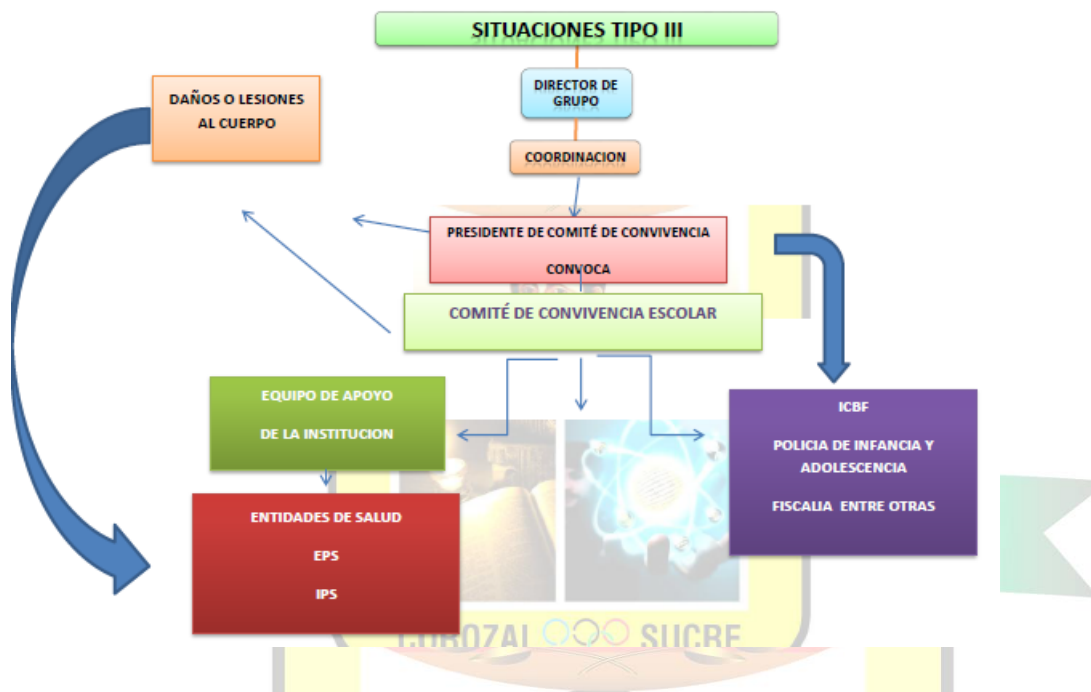 SITUACIONES TIPO III
DIRECTOR DE
GRUPO
DAÑOS O LESIONES
AL CUERPO
COORDINACION
PRESIDENTE DE COMITÉ DE CONVIVENCIA
CONVOCA
COMITÉ DE CONVIVENCIA ESCOLAR
EQUIPO DE APOYO
DE LA INSTITUCION
ICBF
POLICIA DE INFANCIA Y
ADOLESCENCIA
FISCALIA ENTRE OTRAS
ENTIDADES DE SALUD
EPS
IPS
COROZAL SUCRE